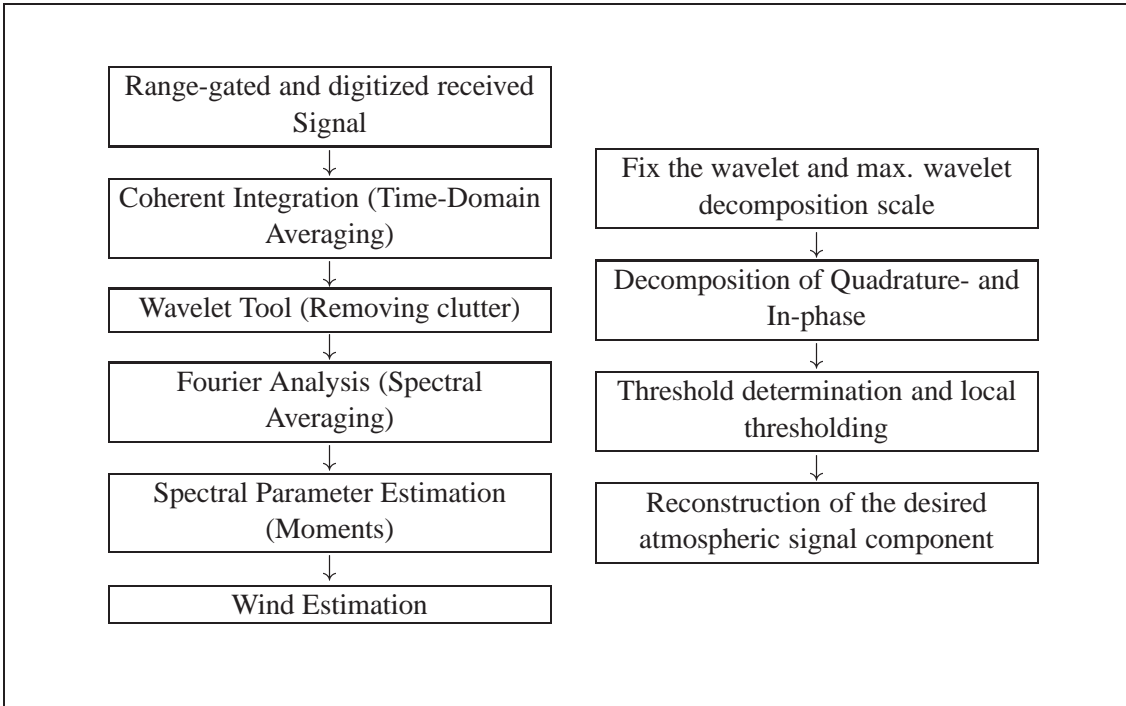 Range-gated and digitized received
Signal
Coherent Integration (Time-Domain
Averaging)
Wavelet Tool (Removing clutter)
Fourier Analysis (Spectral
Averaging)
Spectral Parameter Estimation
(Moments)
Wind Estimation
Fix the wavelet and max. wavelet
decomposition scale
Decomposition of Quadrature- and
In-phase
Threshold determination and local
thresholding
Reconstruction of the desired
atmospheric signal component